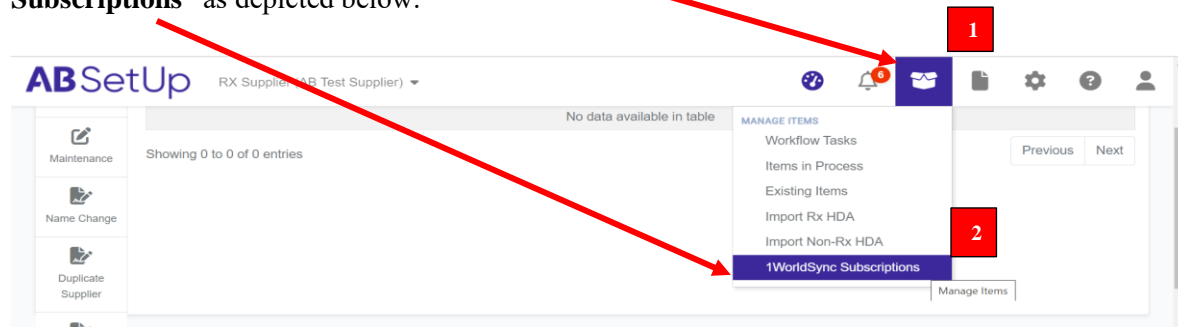 Subscriptions" as depicted below.
1
ABSetUp RX Supplier (AB Test Supplier) 6
No data available in table
MANAGE ITEMS
Maintenance
Showing 0 to 0 of 0 entries
Workflow Tasks
Previous Next
Items in Process
Existing Items
Name Change
Import Rx HDA
Import Non-Rx HDA
2
1WorldSync Subscriptions
Duplicate
Supplier
Manage Items